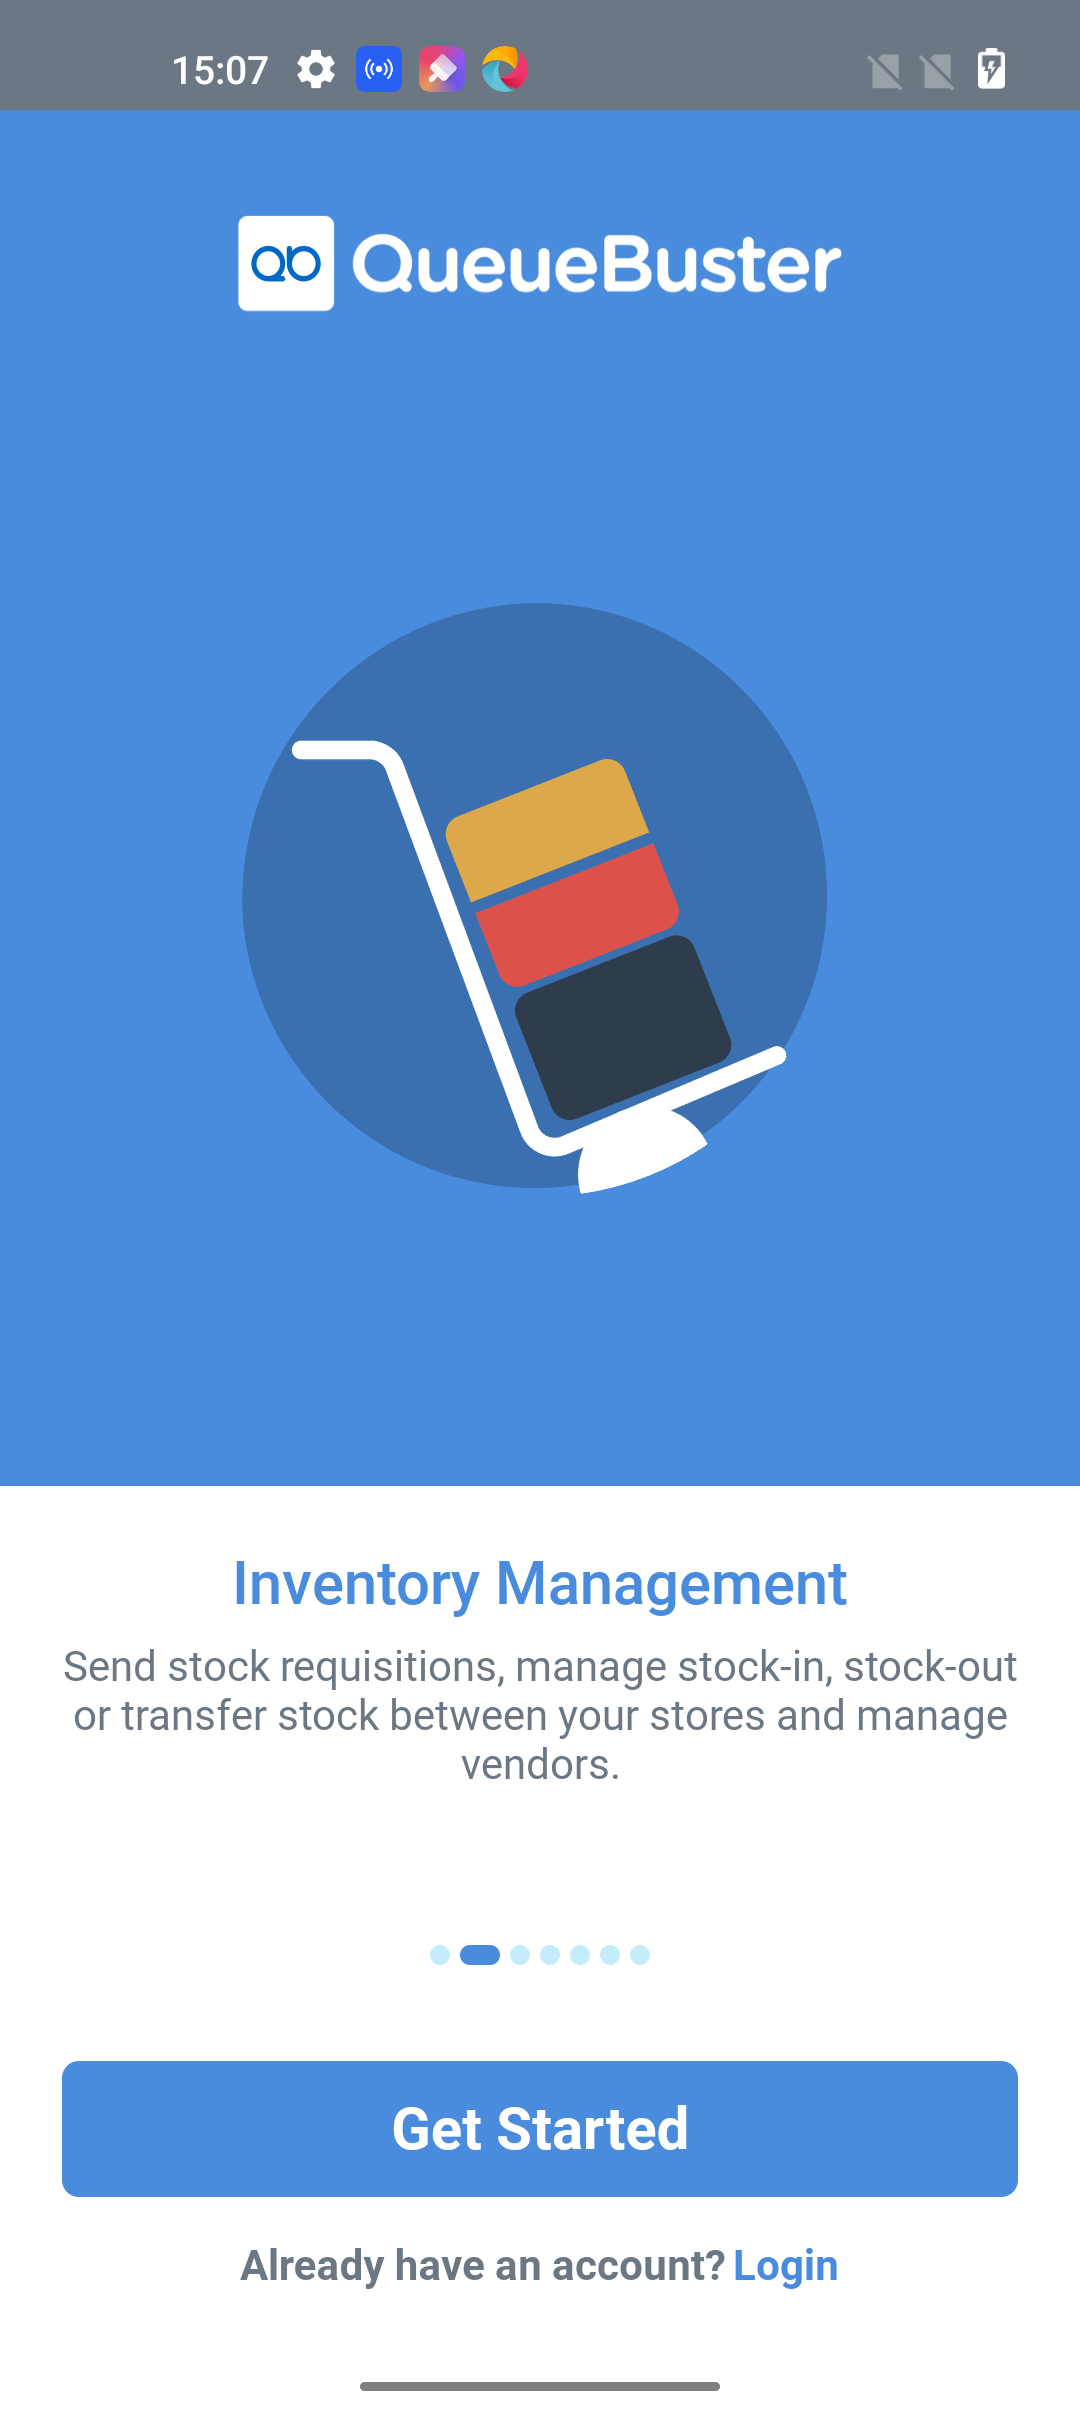 15:07
QueueBuster
Inventory Management
Send stock requisitions, manage stock-in, stock-out
or transfer stock between your stores and manage
vendors.
Get Started
Already have an account? Login